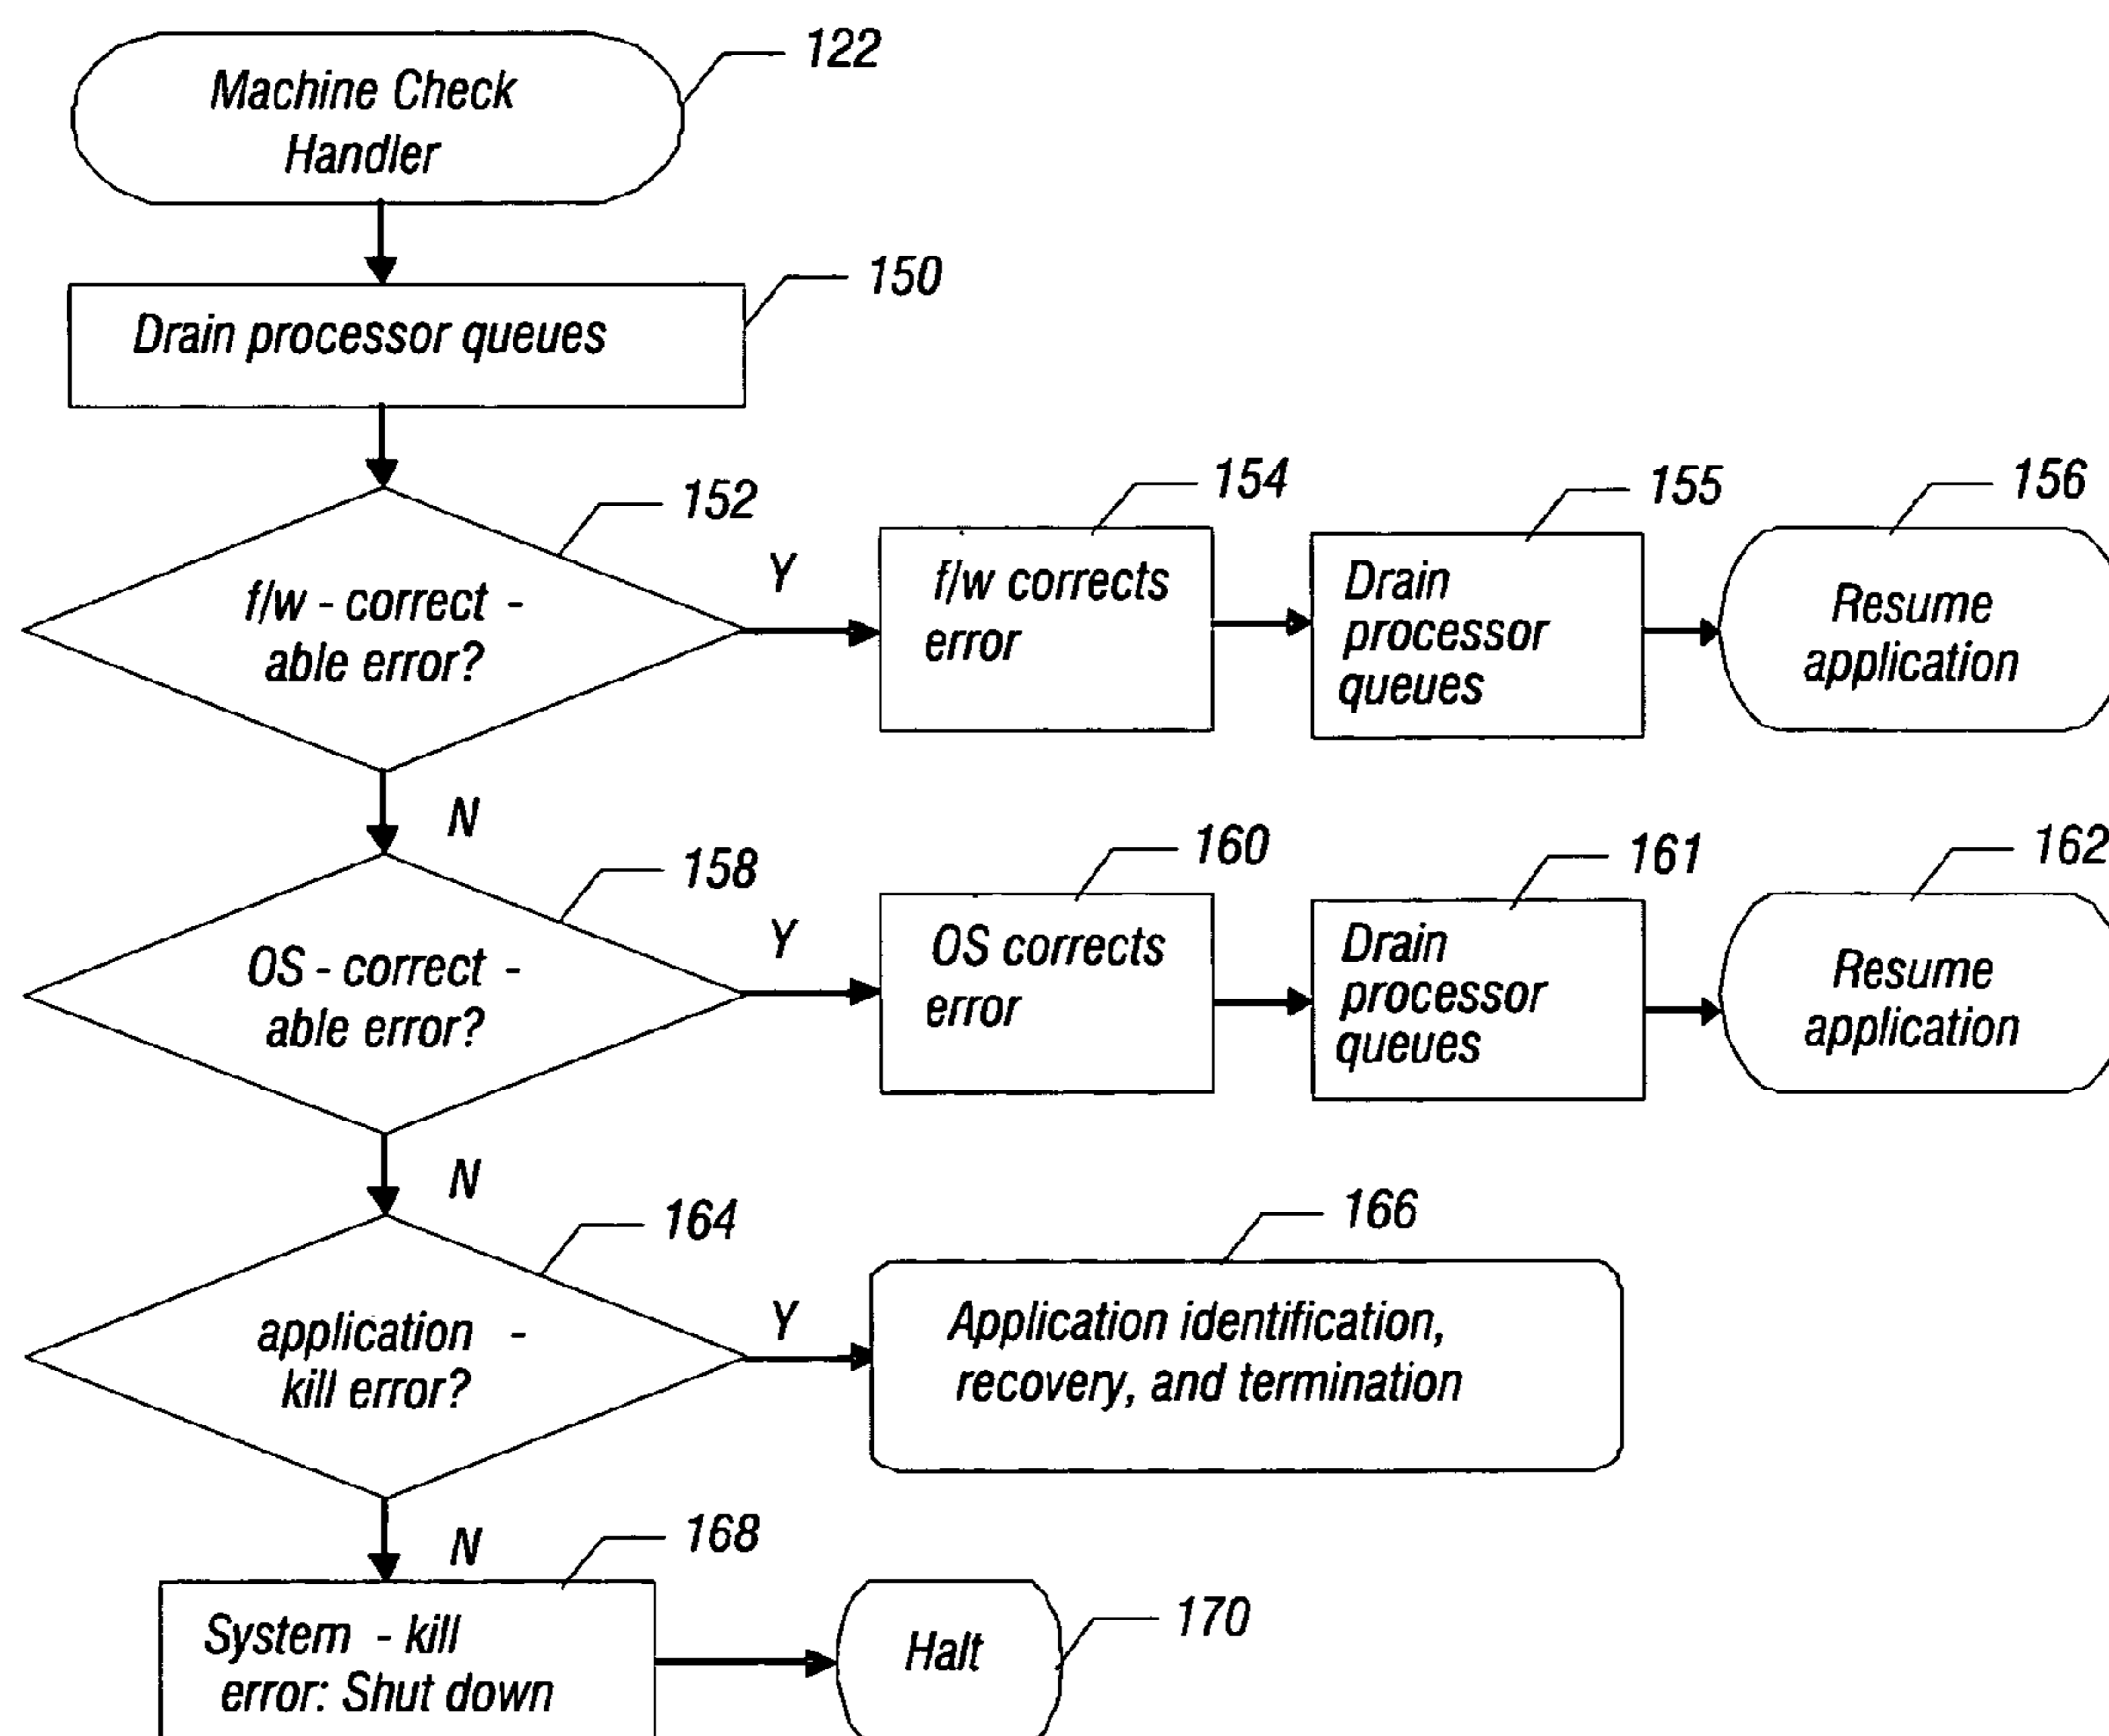 Machine Check
Handler
122
Drain processor queues
150
f/w - correct -
able error?
152
Y
f/w corrects
error
154
Drain
processor
queues
155
Resume
application
156
N
OS - correct -
able error?
158
Y
OS corrects
error
160
Drain
processor
queues
161
Resume
application
162
N
application -
kill error?
164
Y
Application identification,
recovery, and termination
166
N
System - kill
error: Shut down
168
Halt
170